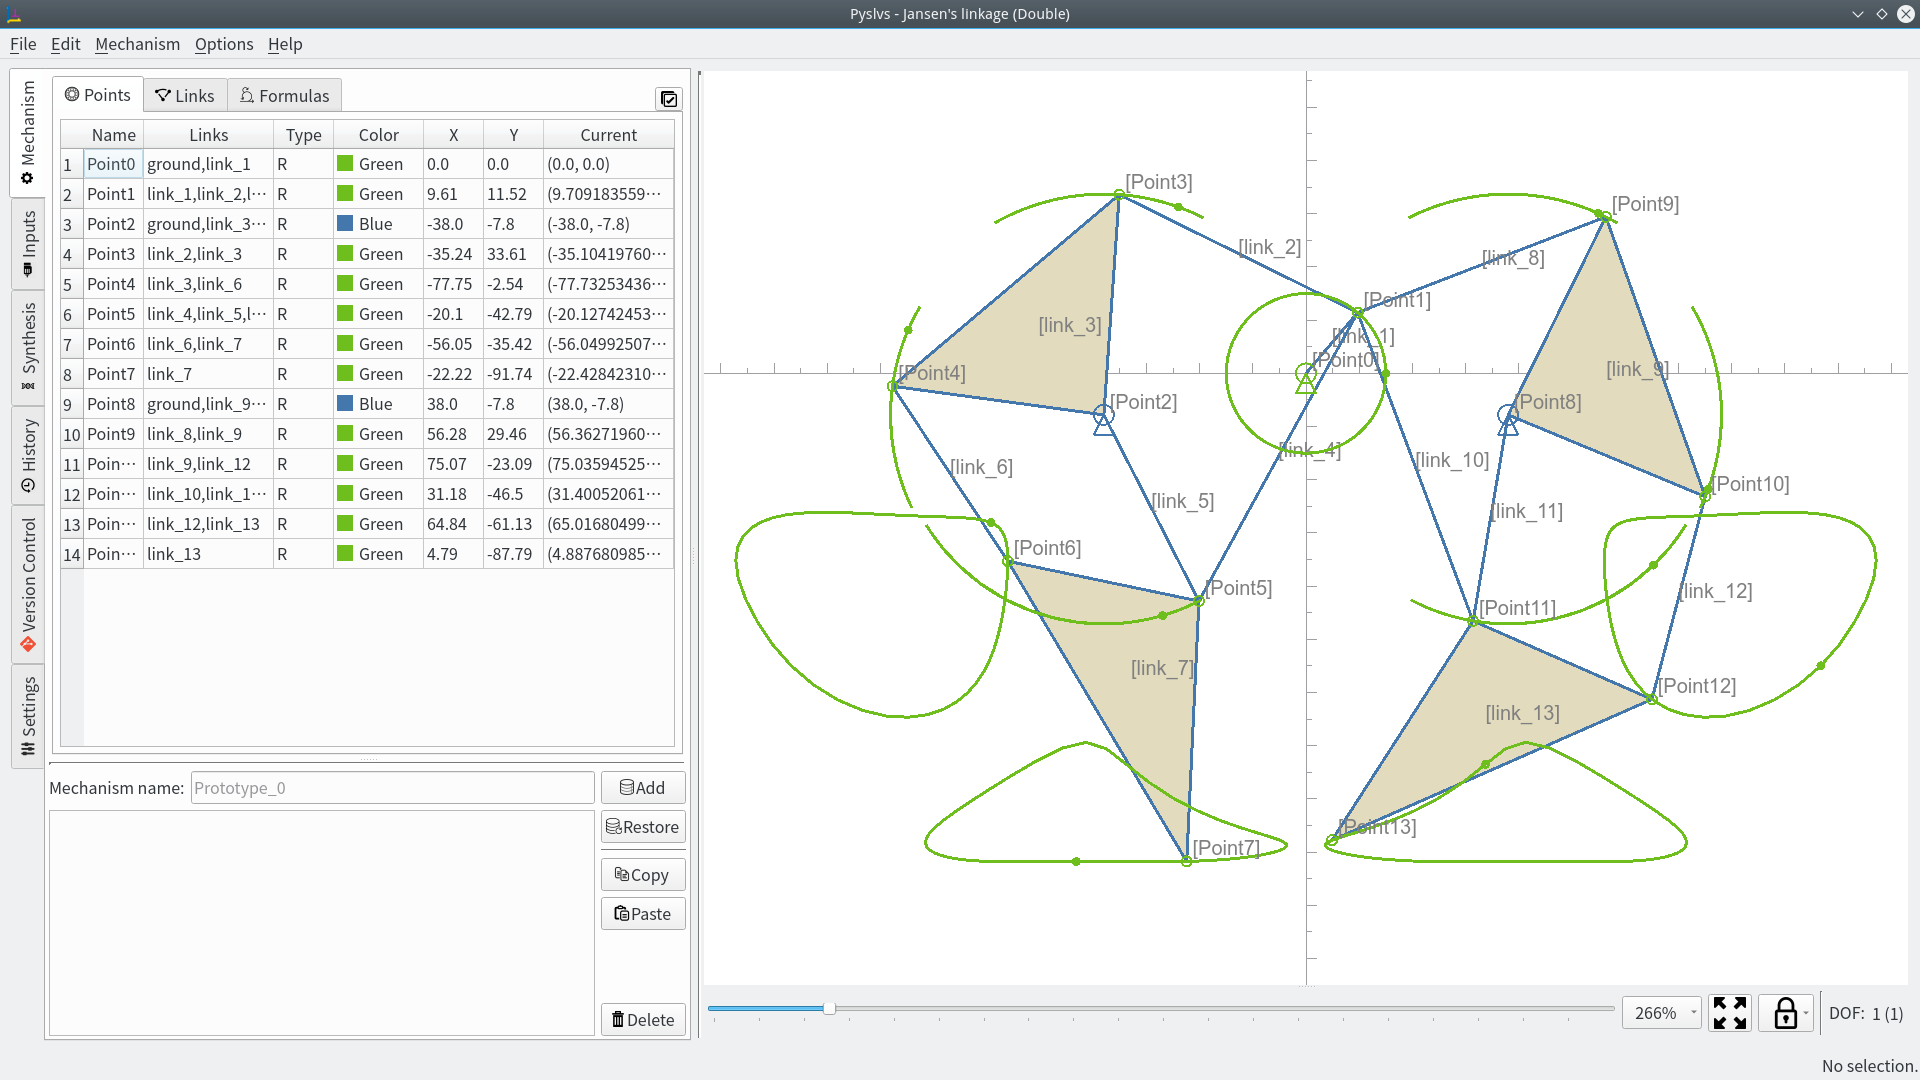 Pyslvs - Jansen's linkage (Double)
File Edit Mechanism Options Help
Mechanism
Inputs
Synthesis
History
Version Control
Settings
Points Links Formulas
Name Links Type Color X Y Current
1 Point0 ground,link_1 R Green 0.0 0.0 (0.0, 0.0)
2 Point1 link_1,link_2,l··· R Green 9.61 11.52 (9.709183559···
3 Point2 ground,link_3··· R Blue -38.0 -7.8 (-38.0, -7.8)
4 Point3 link_2,link_3 R Green -35.24 33.61 (-35.10419760···
5 Point4 link_3,link_6 R Green -77.75 -2.54 (-77.73253436···
6 Point5 link_4,link_5,l··· R Green -20.1 -42.79 (-20.12742453···
7 Point6 link_6,link_7 R Green -56.05 -35.42 (-56.04992507···
8 Point7 link_7 R Green -22.22 -91.74 (-22.42842310···
9 Point8 ground,link_9··· R Blue 38.0 -7.8 (38.0, -7.8)
10 Point9 link_8,link_9 R Green 56.28 29.46 (56.36271960···
11 Poin··· link_9,link_12 R Green 75.07 -23.09 (75.03594525···
12 Poin··· link_10,link_1··· R Green 31.18 -46.5 (31.40052061···
13 Poin··· link_12,link_13 R Green 64.84 -61.13 (65.01680499···
14 Poin··· link_13 R Green 4.79 -87.79 (4.887680985···
Mechanism name: Prototype_0
Add
Restore
Copy
Paste
Delete
[Point3]
[Point9]
[link_2]
[link_8]
[Point1]
[link_3]
[link_1]
[Point0]
[link_9]
[Point4]
[Point2]
[Point8]
[link_4]
[link_10]
[link_6]
[Point10]
[link_5]
[link_11]
[Point6]
[Point5]
[link_12]
[Point11]
[link_7]
[Point12]
[link_13]
[Point13]
[Point7]
266%
DOF: 1 (1)
No selection.